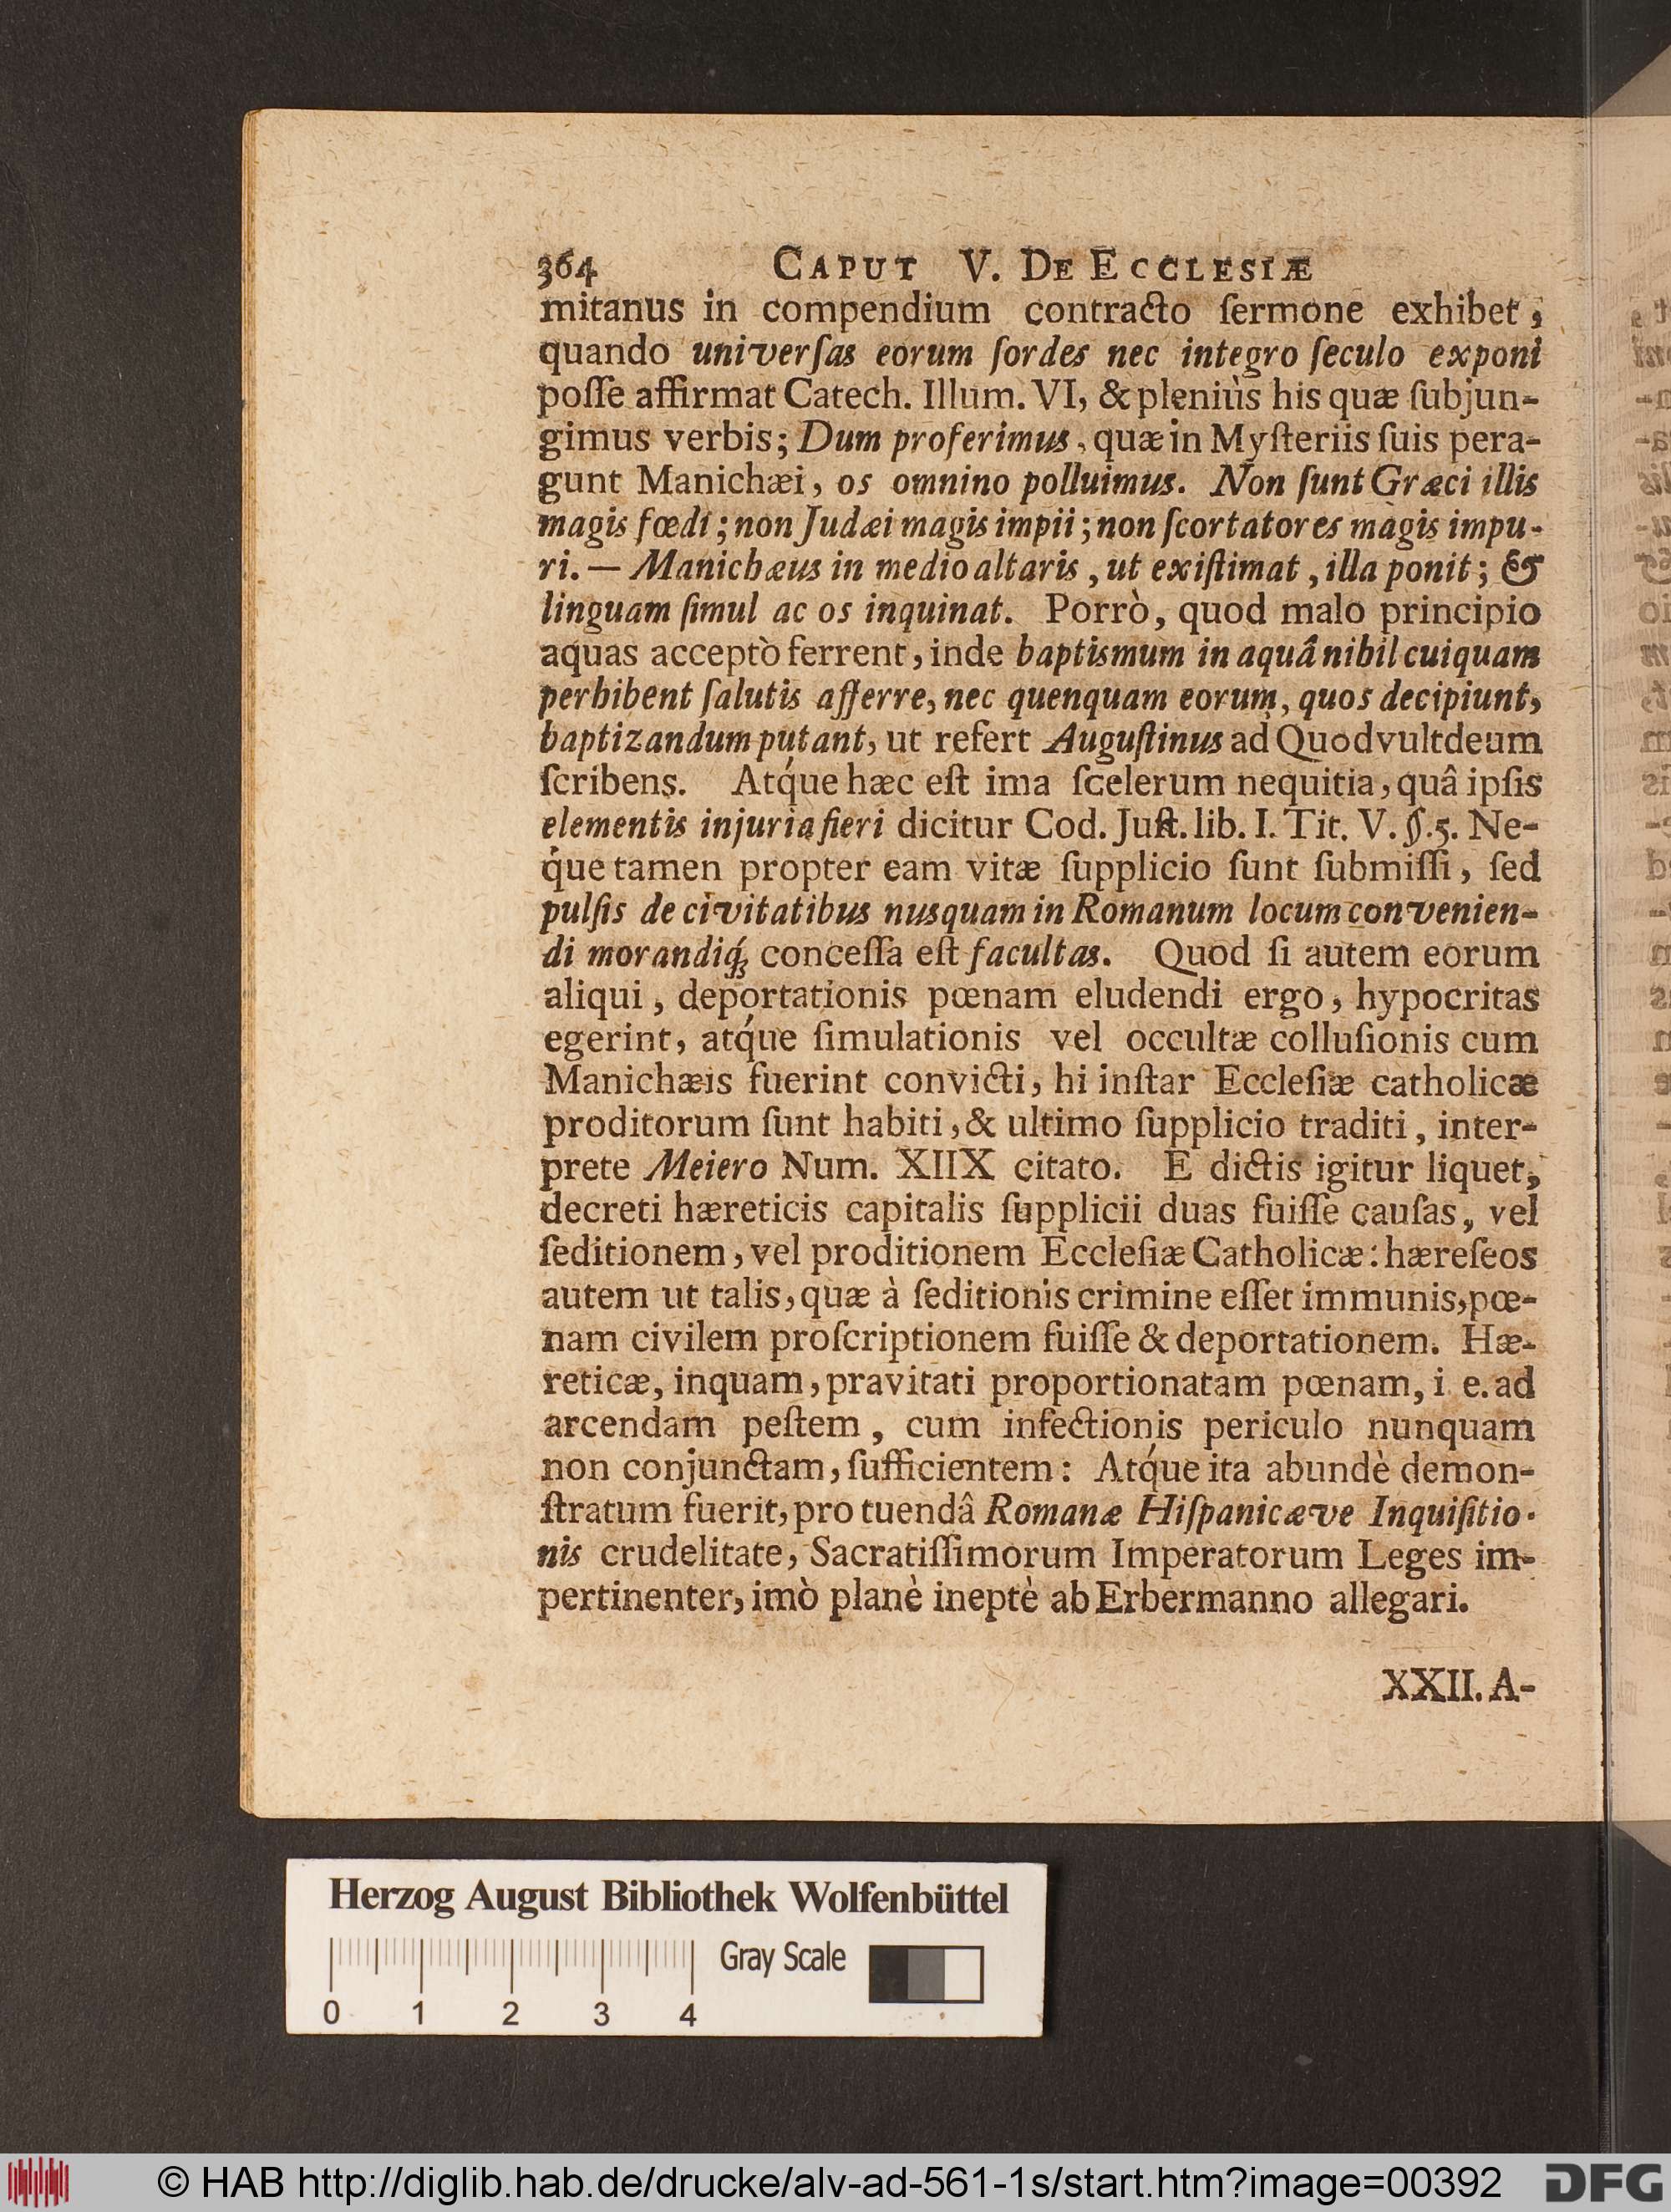 364 CAPUT V. DE ECCLESIÆ
mitanus in compendium contracto ſermone exhibet,
quando univerſas eorum ſordes nec integro ſeculo exponi
poſſe affirmat Catech. Illum. VI, & pleniùs his quæ ſubjun-
gimus verbis; Dum proferimus, quæ in Myſteriis ſuis pera-
gunt Manichæi, os omnino polluimus. Non ſunt Græci illis
magis fœdi; non Judæi magis impii; non ſcortatores magis impu-
ri. — Manichæus in medio altaris, ut exiſtimat, illa ponit; &
linguam ſimul ac os inquinat. Porrò, quod malo principio
aquas acceptò ferrent, inde baptismum in aquâ nihil cuiquam
perhibent ſalutis afferre, nec quenquam eorum, quos decipiunt,
baptizandum putant, ut refert Auguſtinus ad Quodvultdeum
ſcribens. Atq́ue hæc eſt ima ſcelerum nequitia, quâ ipſis
elementis injuria fieri dicitur Cod. Juſt. lib. I. Tit. V. §. 5. Ne-
q́ue tamen propter eam vitæ ſupplicio ſunt ſubmiſſi, ſed
pulſis de civitatibus nusquam in Romanum locum convenien-
di morandiq́; conceſſa eſt facultas. Quod ſi autem eorum
aliqui, deportationis pœnam eludendi ergo, hypocritas
egerint, atq́ue ſimulationis vel occultæ colluſionis cum
Manichæis fuerint convicti, hi inſtar Eccleſiæ catholicæ
proditorum ſunt habiti, & ultimo ſupplicio traditi, inter-
prete Meiero Num. XIIX citato. E dictis igitur liquet,
decreti hæreticis capitalis ſupplicii duas fuiſſe cauſas, vel
ſeditionem, vel proditionem Eccleſiæ Catholicæ: hæreſeos
autem ut talis, quæ à ſeditionis crimine eſſet immunis, pœ-
nam civilem proſcriptionem fuiſſe & deportationem. Hæ-
reticæ, inquam, pravitati proportionatam pœnam, i. e. ad
arcendam peſtem, cum infectionis periculo nunquam
non conjunctam, ſufficientem: Atq́ue ita abundè demon-
ſtratum fuerit, pro tuendâ Romanæ Hiſpanicæve Inquiſitio-
nis crudelitate, Sacratiſſimorum Imperatorum Leges im-
pertinenter, imò planè ineptè ab Erbermanno allegari.
XXII. A-
Herzog August Bibliothek Wolfenbüttel
Gray Scale
0 1 2 3 4
© HAB http://diglib.hab.de/drucke/alv-ad-561-1s/start.htm?image=00392 DFG